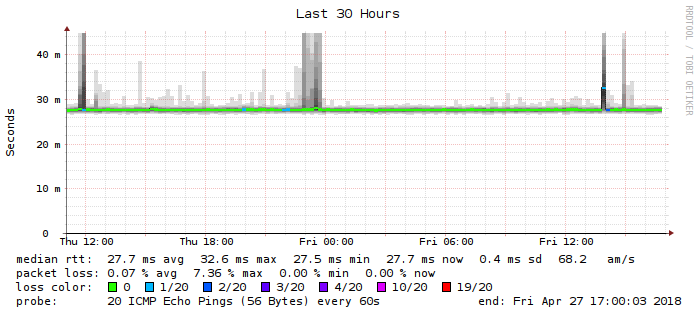 Last 30 Hours
RRDTOOL / TOBI OETIKER
Seconds
40 m
30 m
20 m
10 m
0
Thu 12:00 Thu 18:00 Fri 00:00 Fri 06:00 Fri 12:00
median rtt: 27.7 ms avg 32.6 ms max 27.5 ms min 27.7 ms now 0.4 ms sd 68.2 am/s
packet loss: 0.07 % avg 7.36 % max 0.00 % min 0.00 % now
loss color: 0 1/20 2/20 3/20 4/20 10/20 19/20
probe: 20 ICMP Echo Pings (56 Bytes) every 60s end: Fri Apr 27 17:00:03 2018